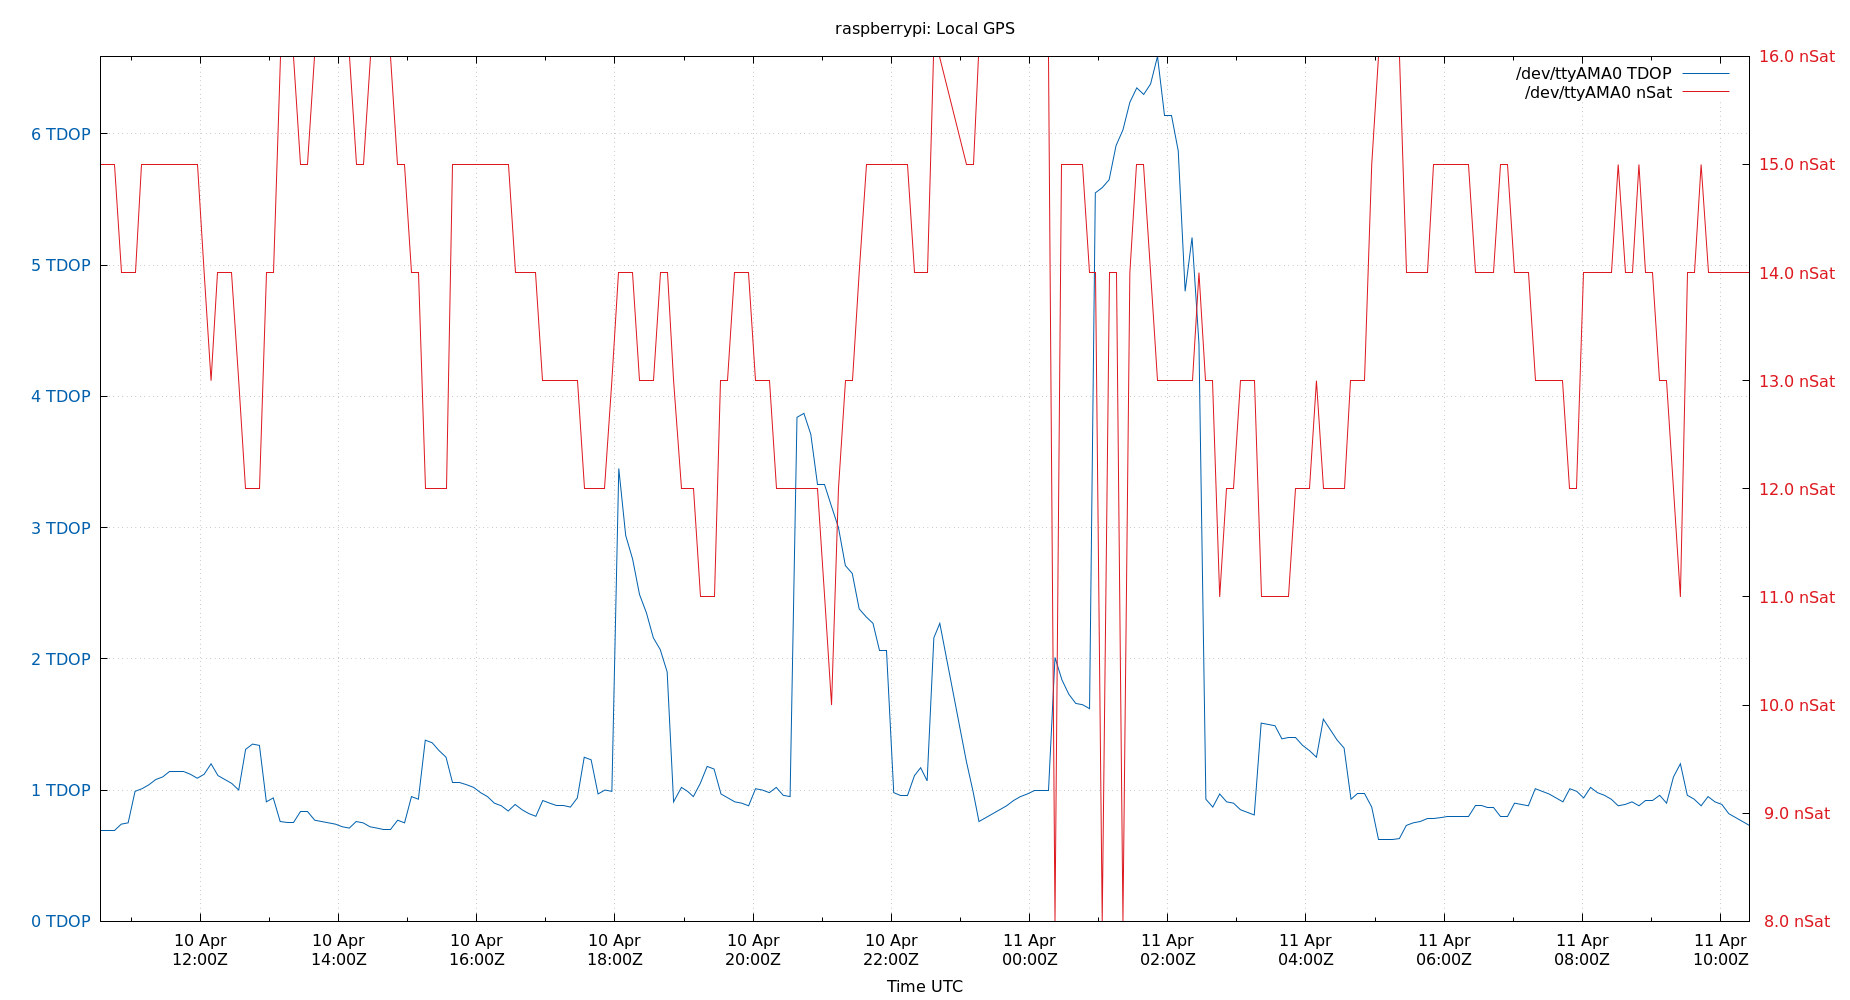 raspberrypi: Local GPS
/dev/ttyAMA0 TDOP
/dev/ttyAMA0 nSat
6 TDOP
5 TDOP
4 TDOP
3 TDOP
2 TDOP
1 TDOP
0 TDOP
16.0 nSat
15.0 nSat
14.0 nSat
13.0 nSat
12.0 nSat
11.0 nSat
10.0 nSat
9.0 nSat
8.0 nSat
10 Apr
12:00Z
10 Apr
14:00Z
10 Apr
16:00Z
10 Apr
18:00Z
10 Apr
20:00Z
10 Apr
22:00Z
11 Apr
00:00Z
11 Apr
02:00Z
11 Apr
04:00Z
11 Apr
06:00Z
11 Apr
08:00Z
11 Apr
10:00Z
Time UTC